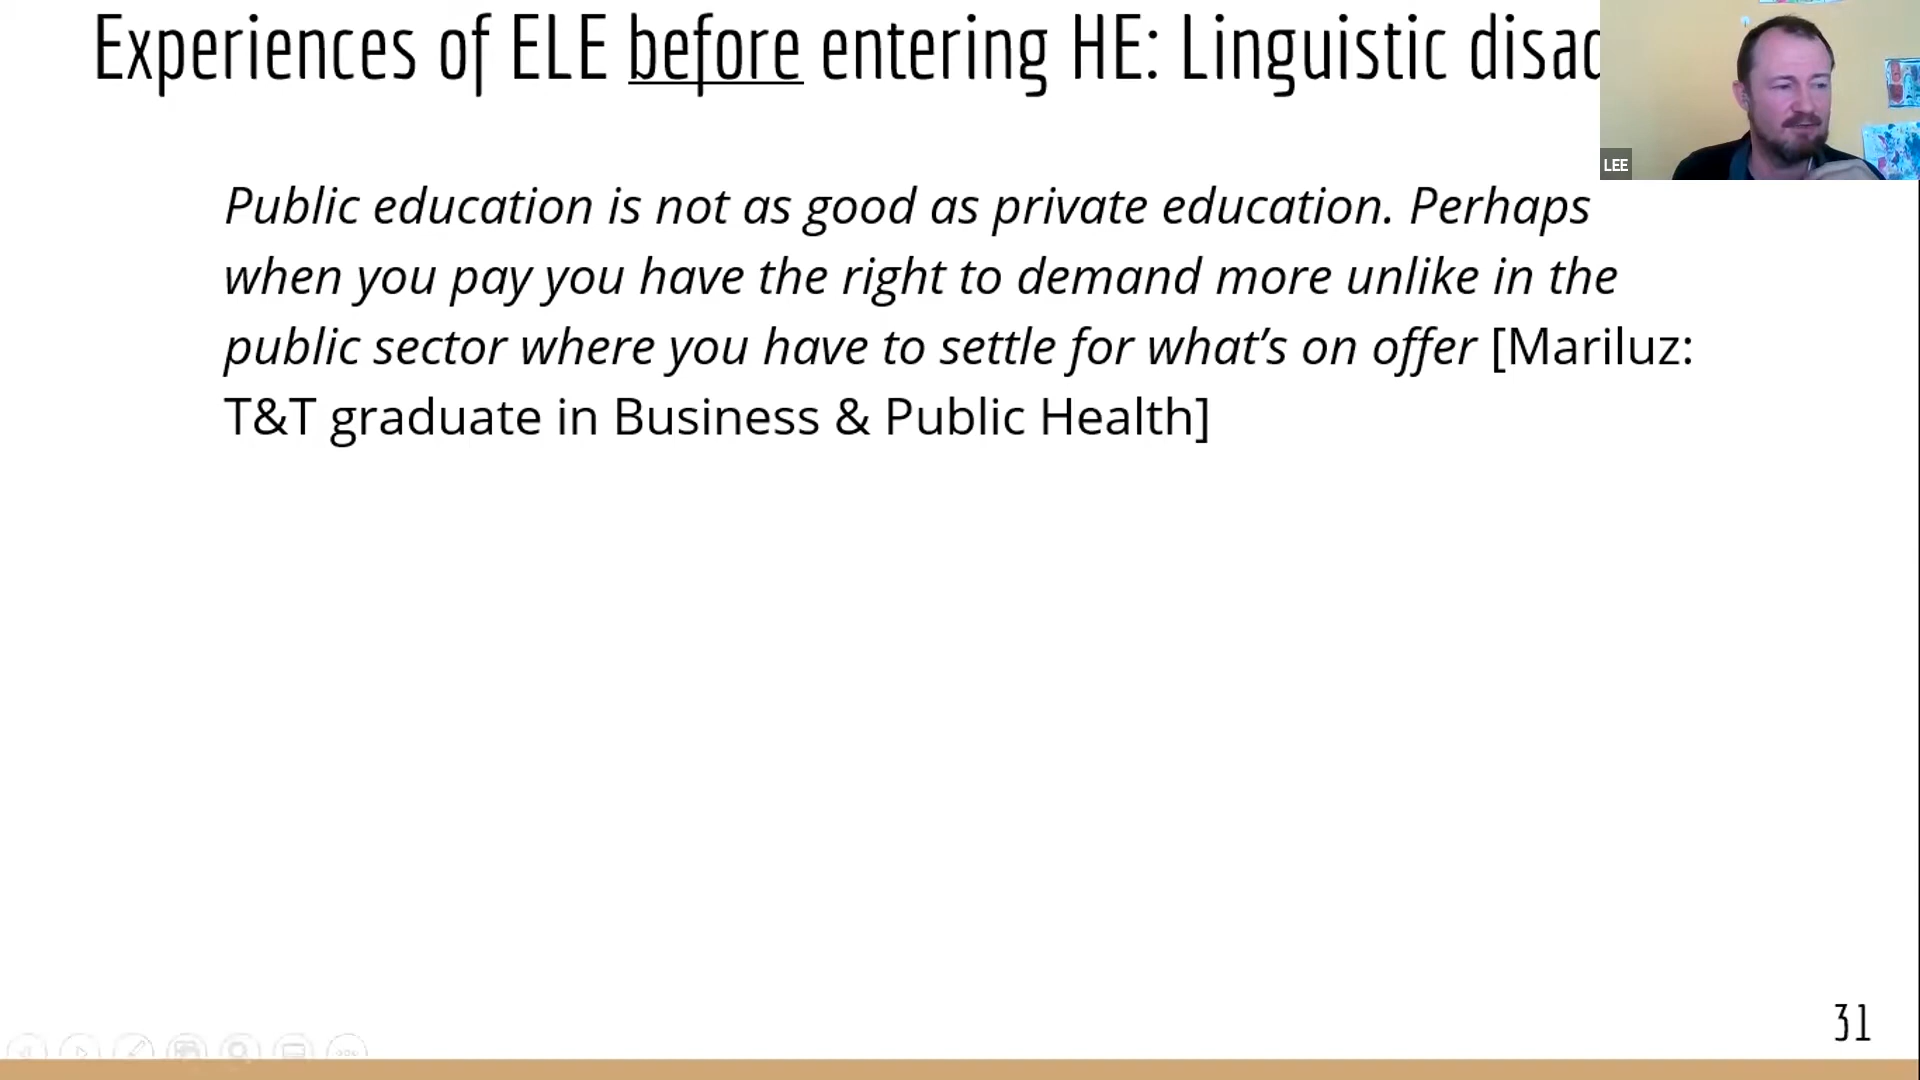 Experiences of ELE before entering HE: Linguistic
LEE
Public education is not as good as private education. Perhaps
when you pay you have the right to demand more unlike in the
public sector where you have to settle for what's on offer [Mariluz:
T&T graduate in Business & Public Health]
31